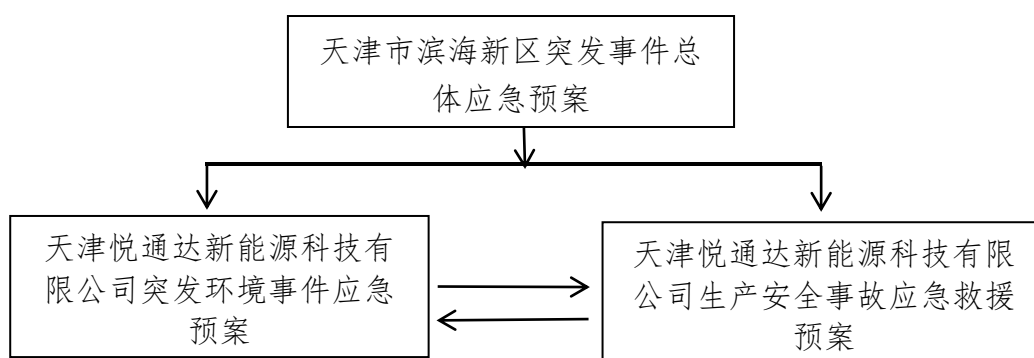 天津市滨海新区突发事件总
体应急预案
天津悦通达新能源科技有
限公司突发环境事件应急
预案
天津悦通达新能源科技有限
公司生产安全事故应急救援
预案